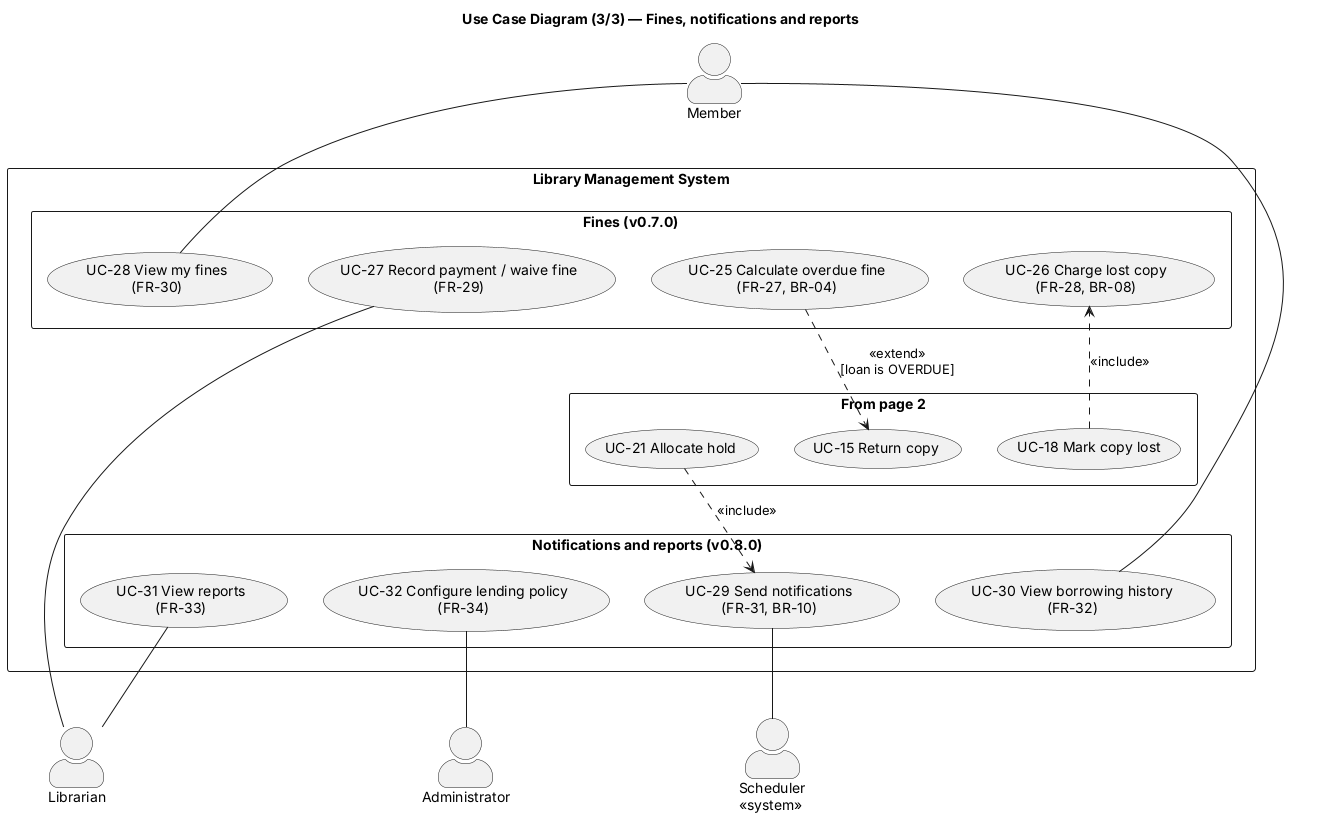 Use Case Diagram (3/3) — Fines, notifications and reports
Member
Library Management System
Fines (v0.7.0)
UC-28 View my fines
(FR-30)
UC-27 Record payment / waive fine
(FR-29)
UC-25 Calculate overdue fine
(FR-27, BR-04)
UC-26 Charge lost copy
(FR-28, BR-08)
«extend»
[loan is OVERDUE]
«include»
From page 2
UC-21 Allocate hold
UC-15 Return copy
UC-18 Mark copy lost
«include»
Notifications and reports (v0.8.0)
UC-31 View reports
(FR-33)
UC-32 Configure lending policy
(FR-34)
UC-29 Send notifications
(FR-31, BR-10)
UC-30 View borrowing history
(FR-32)
Librarian
Administrator
Scheduler
«system»